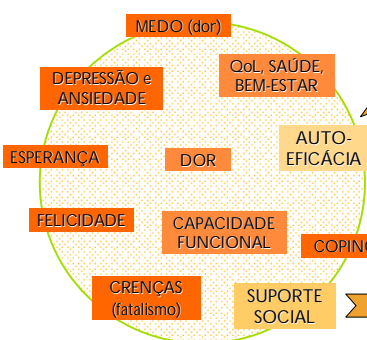 MEDO (dor)
QoL, SAÚDE,
BEM-ESTAR
DEPRESSÃO e
ANSIEDADE
AUTO-
EFICÁCIA
ESPERANÇA
DOR
FELICIDADE
CAPACIDADE
FUNCIONAL
COPING
CRENÇAS
(fatalismo)
SUPORTE
SOCIAL